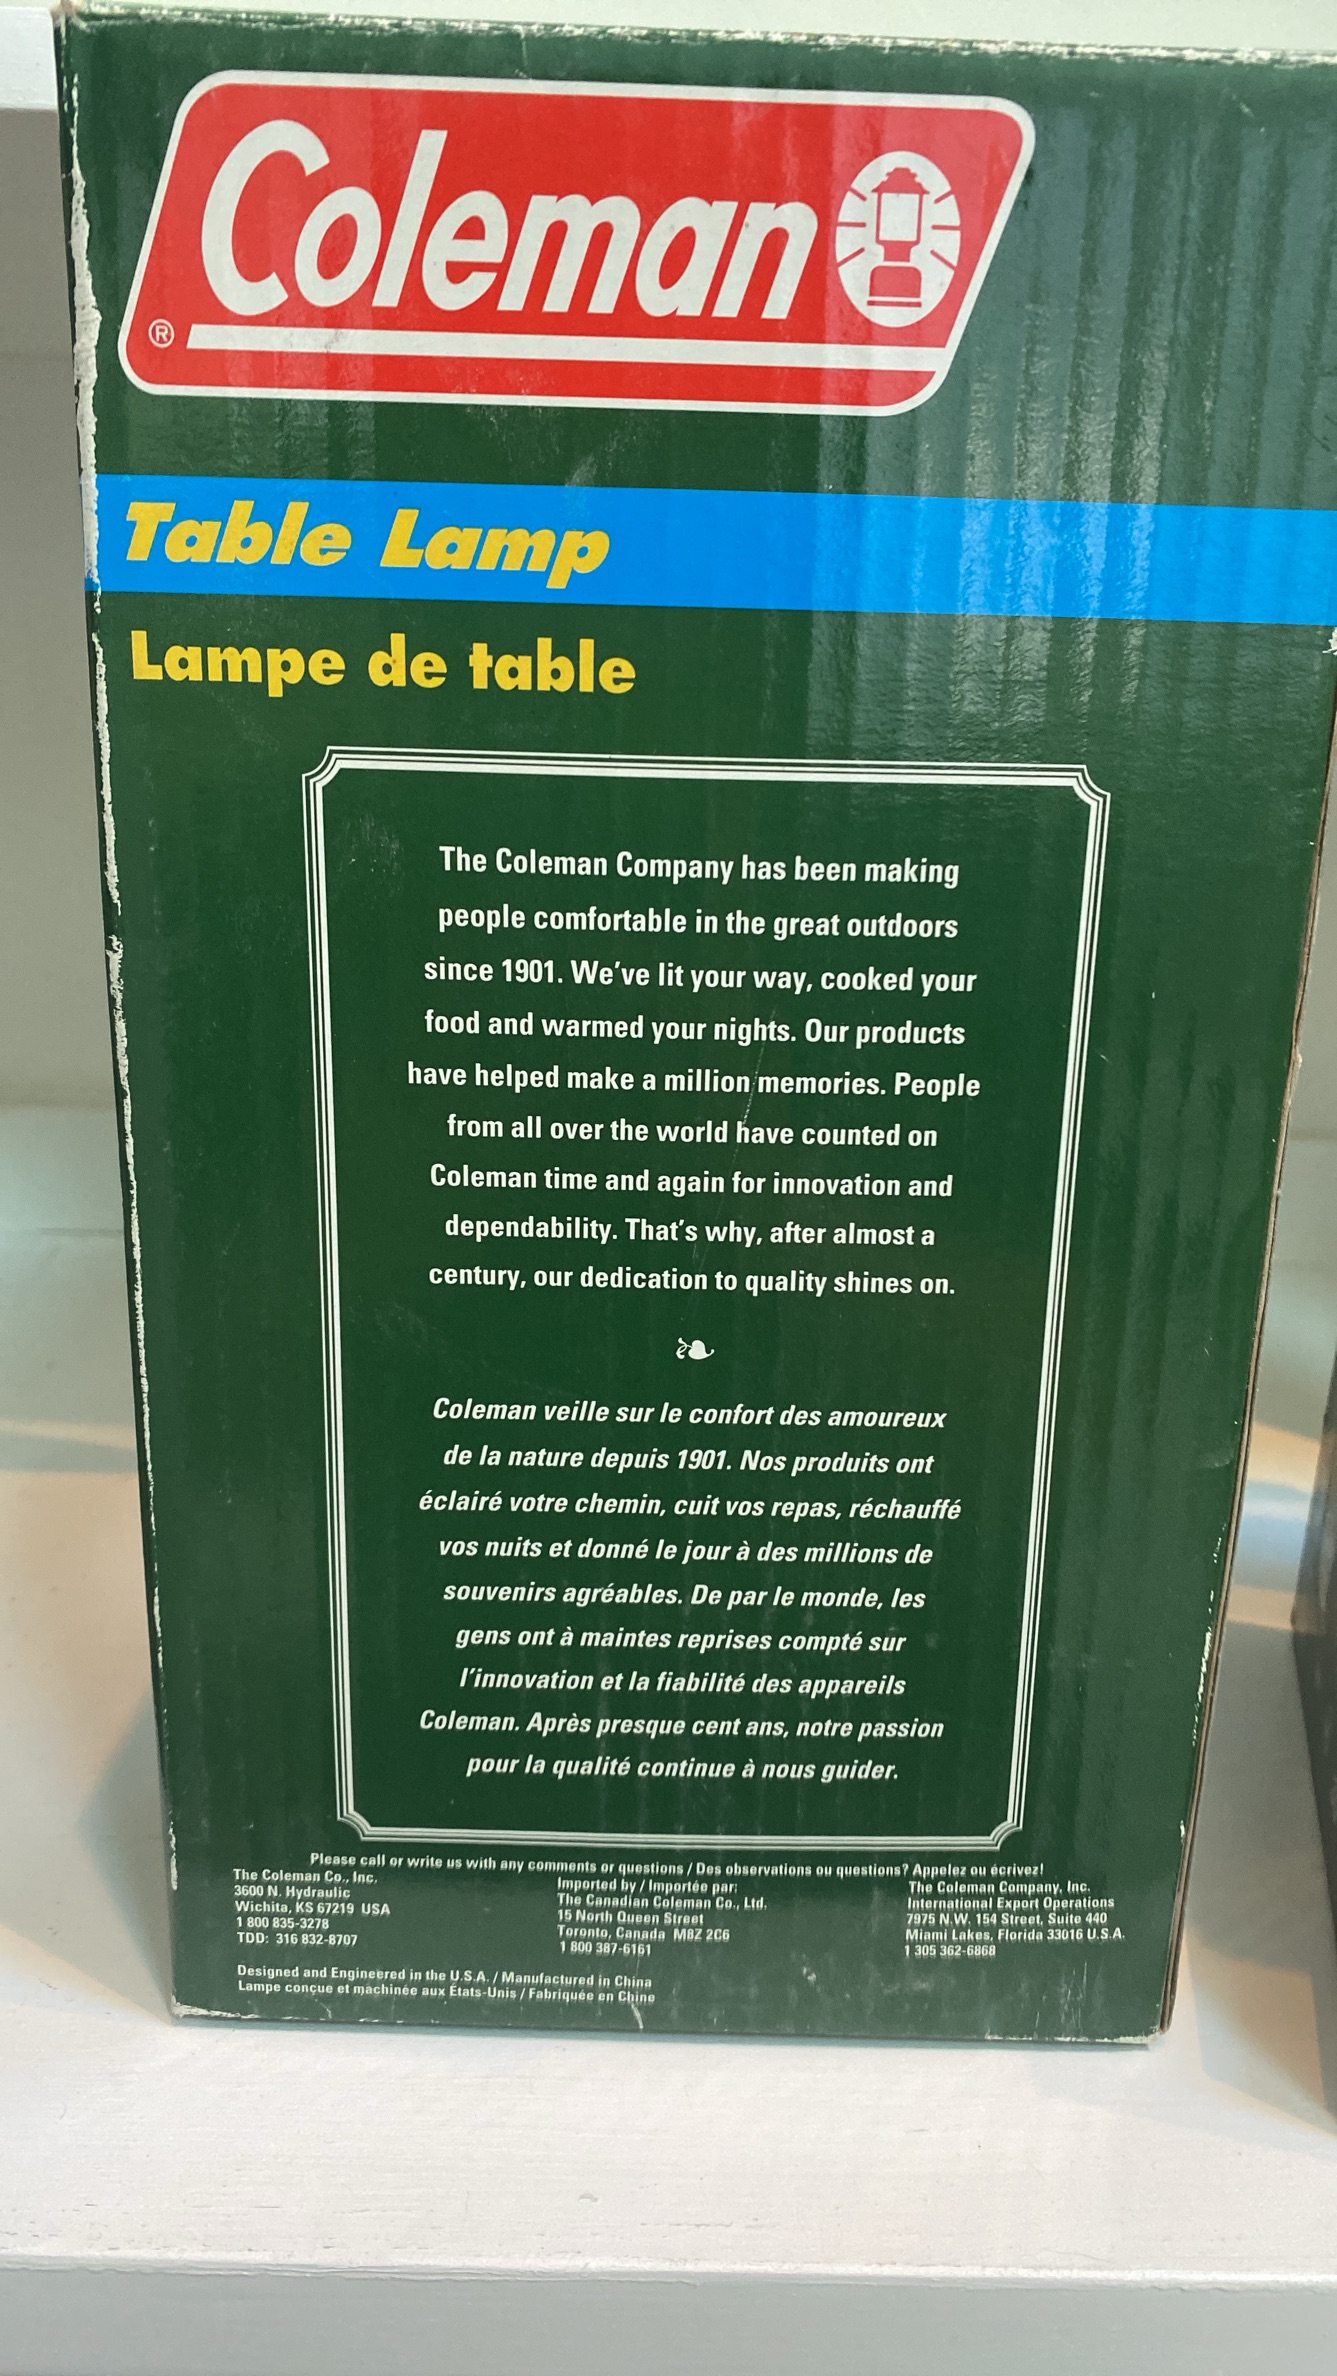 Coleman
®
Table Lamp
Lampe de table
The Coleman Company has been making
people comfortable in the great outdoors
since 1901. We've lit your way, cooked your
food and warmed your nights. Our products
have helped make a million memories. People
from all over the world have counted on
Coleman time and again for innovation and
dependability. That's why, after almost a
century, our dedication to quality shines on.
Coleman veille sur le confort des amoureux
de la nature depuis 1901. Nos produits ont
éclairé votre chemin, cuit vos repas, réchauffé
vos nuits et donné le jour à des millions de
souvenirs agréables. De par le monde, les
gens ont à maintes reprises compté sur
l'innovation et la fiabilité des appareils
Coleman. Après presque cent ans, notre passion
pour la qualité continue à nous guider.
Please call or write us with any comments or questions / Des observations ou questions? Appelez ou écrivez!
The Coleman Co., Inc.
3600 N. Hydraulic
Wichita, KS 67219 USA
1 800 835-3278
TDD: 316 832-8707
Imported by / Importée par:
The Canadian Coleman Co., Ltd.
15 North Queen Street
Toronto, Canada M8Z 2C6
1 800 387-6161
The Coleman Company, Inc.
International Export Operations
7975 N.W. 154 Street, Suite 440
Miami Lakes, Florida 33016 U.S.A.
1 305 362-6868
Designed and Engineered in the U.S.A. / Manufactured in China
Lampe conçue et machinée aux États-Unis / Fabriquée en Chine